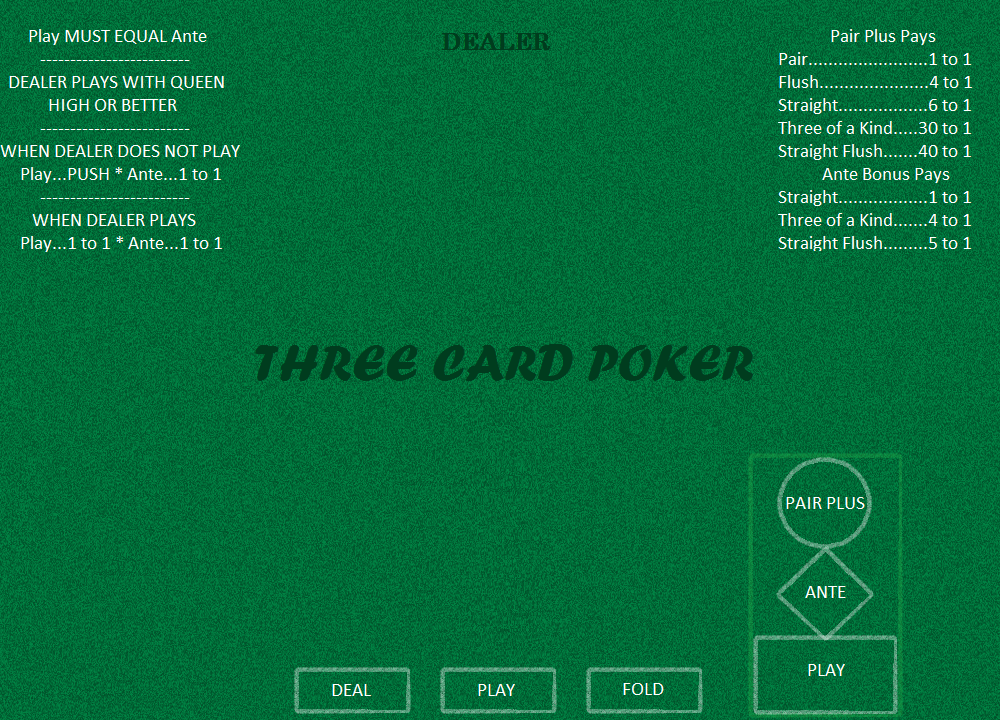 Play MUST EQUAL Ante
-------------------------
DEALER PLAYS WITH QUEEN
HIGH OR BETTER
-------------------------
WHEN DEALER DOES NOT PLAY
Play...PUSH * Ante...1 to 1
-------------------------
WHEN DEALER PLAYS
Play...1 to 1 * Ante...1 to 1
DEALER
Pair Plus Pays
Pair........................1 to 1
Flush......................4 to 1
Straight..................6 to 1
Three of a Kind.....30 to 1
Straight Flush.......40 to 1
Ante Bonus Pays
Straight..................1 to 1
Three of a Kind.......4 to 1
Straight Flush.........5 to 1
THREE CARD POKER
PAIR PLUS
ANTE
PLAY
DEAL
PLAY
FOLD